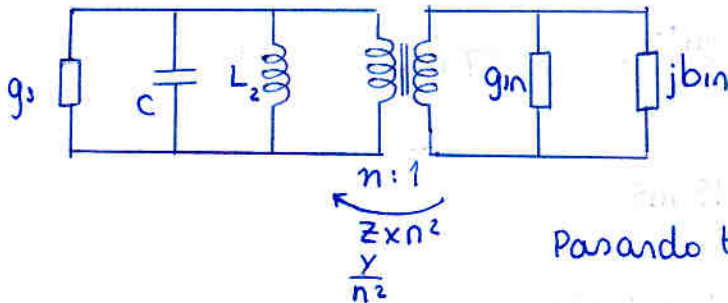 gs C L₂ gin jbin
n:1
Z×n²
Y/n²
Pasando